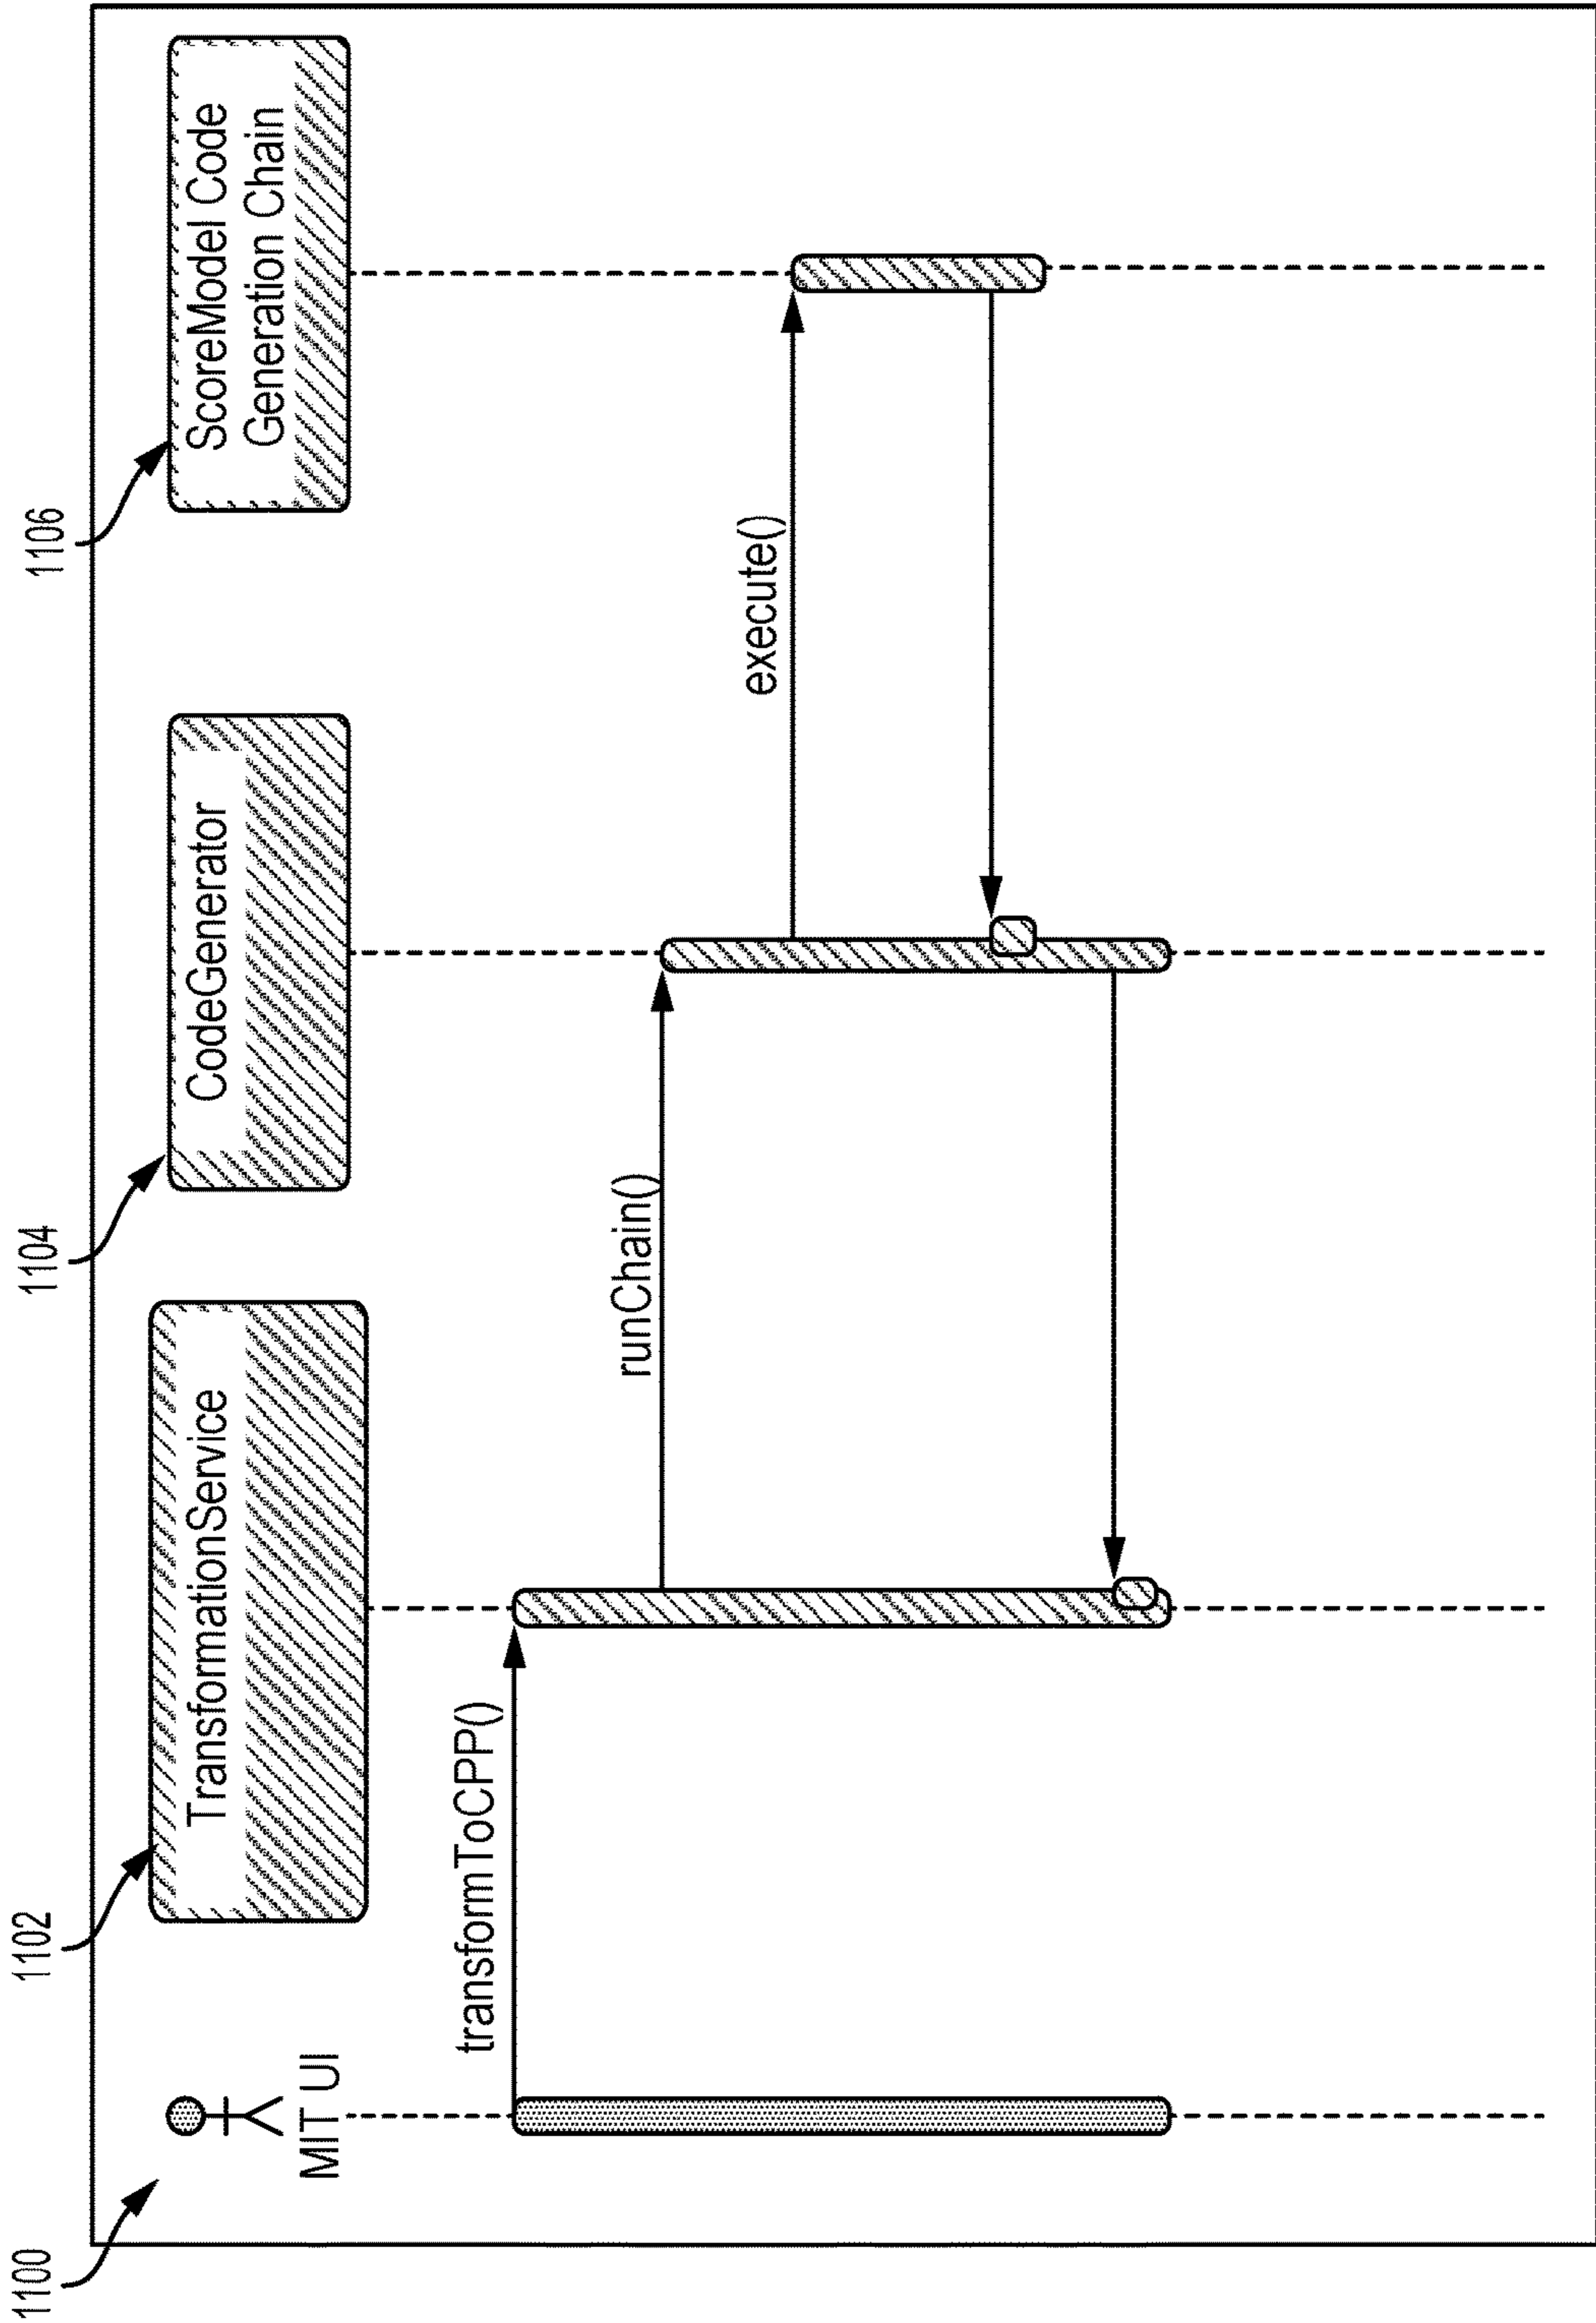 1100
1102
1104
1106
MIT UI
TransformationService
CodeGenerator
ScoreModel Code
Generation Chain
transformToCPP()
runChain()
execute()